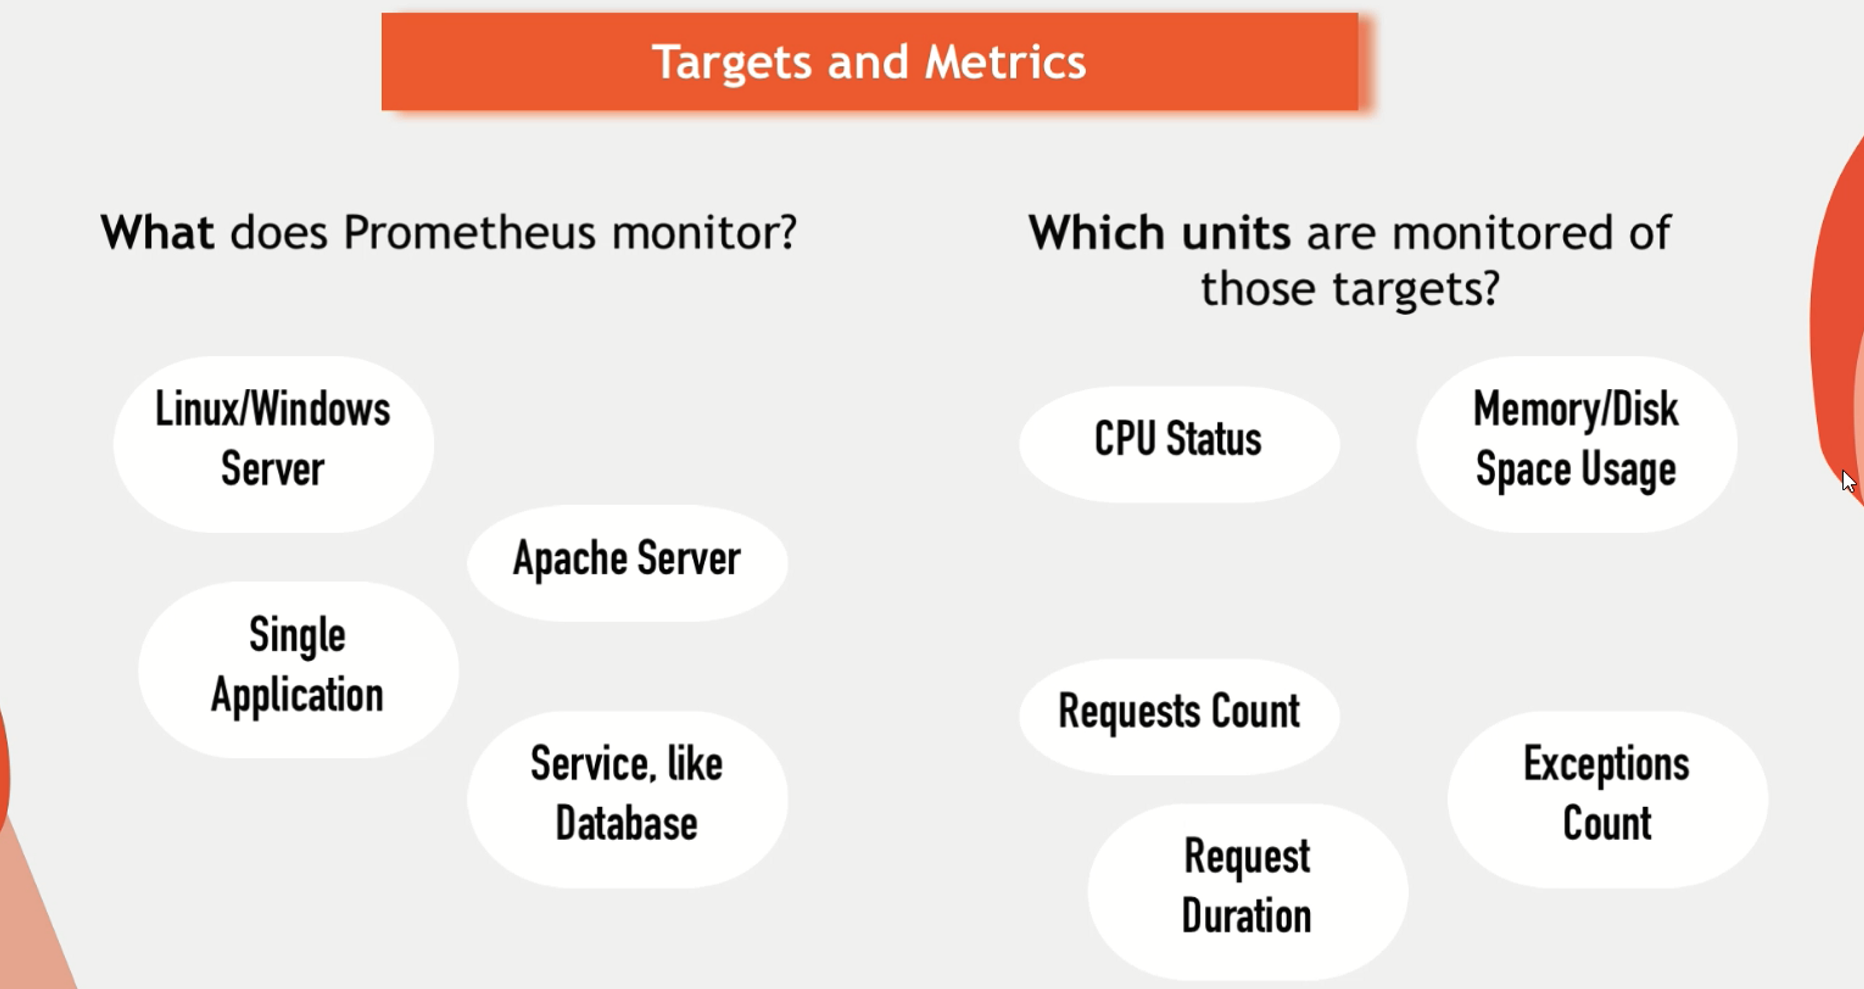 Targets and Metrics
What does Prometheus monitor?
Linux/Windows
Server
Apache Server
Single
Application
Service, like
Database
Which units are monitored of
those targets?
CPU Status
Memory/Disk
Space Usage
Requests Count
Exceptions
Count
Request
Duration